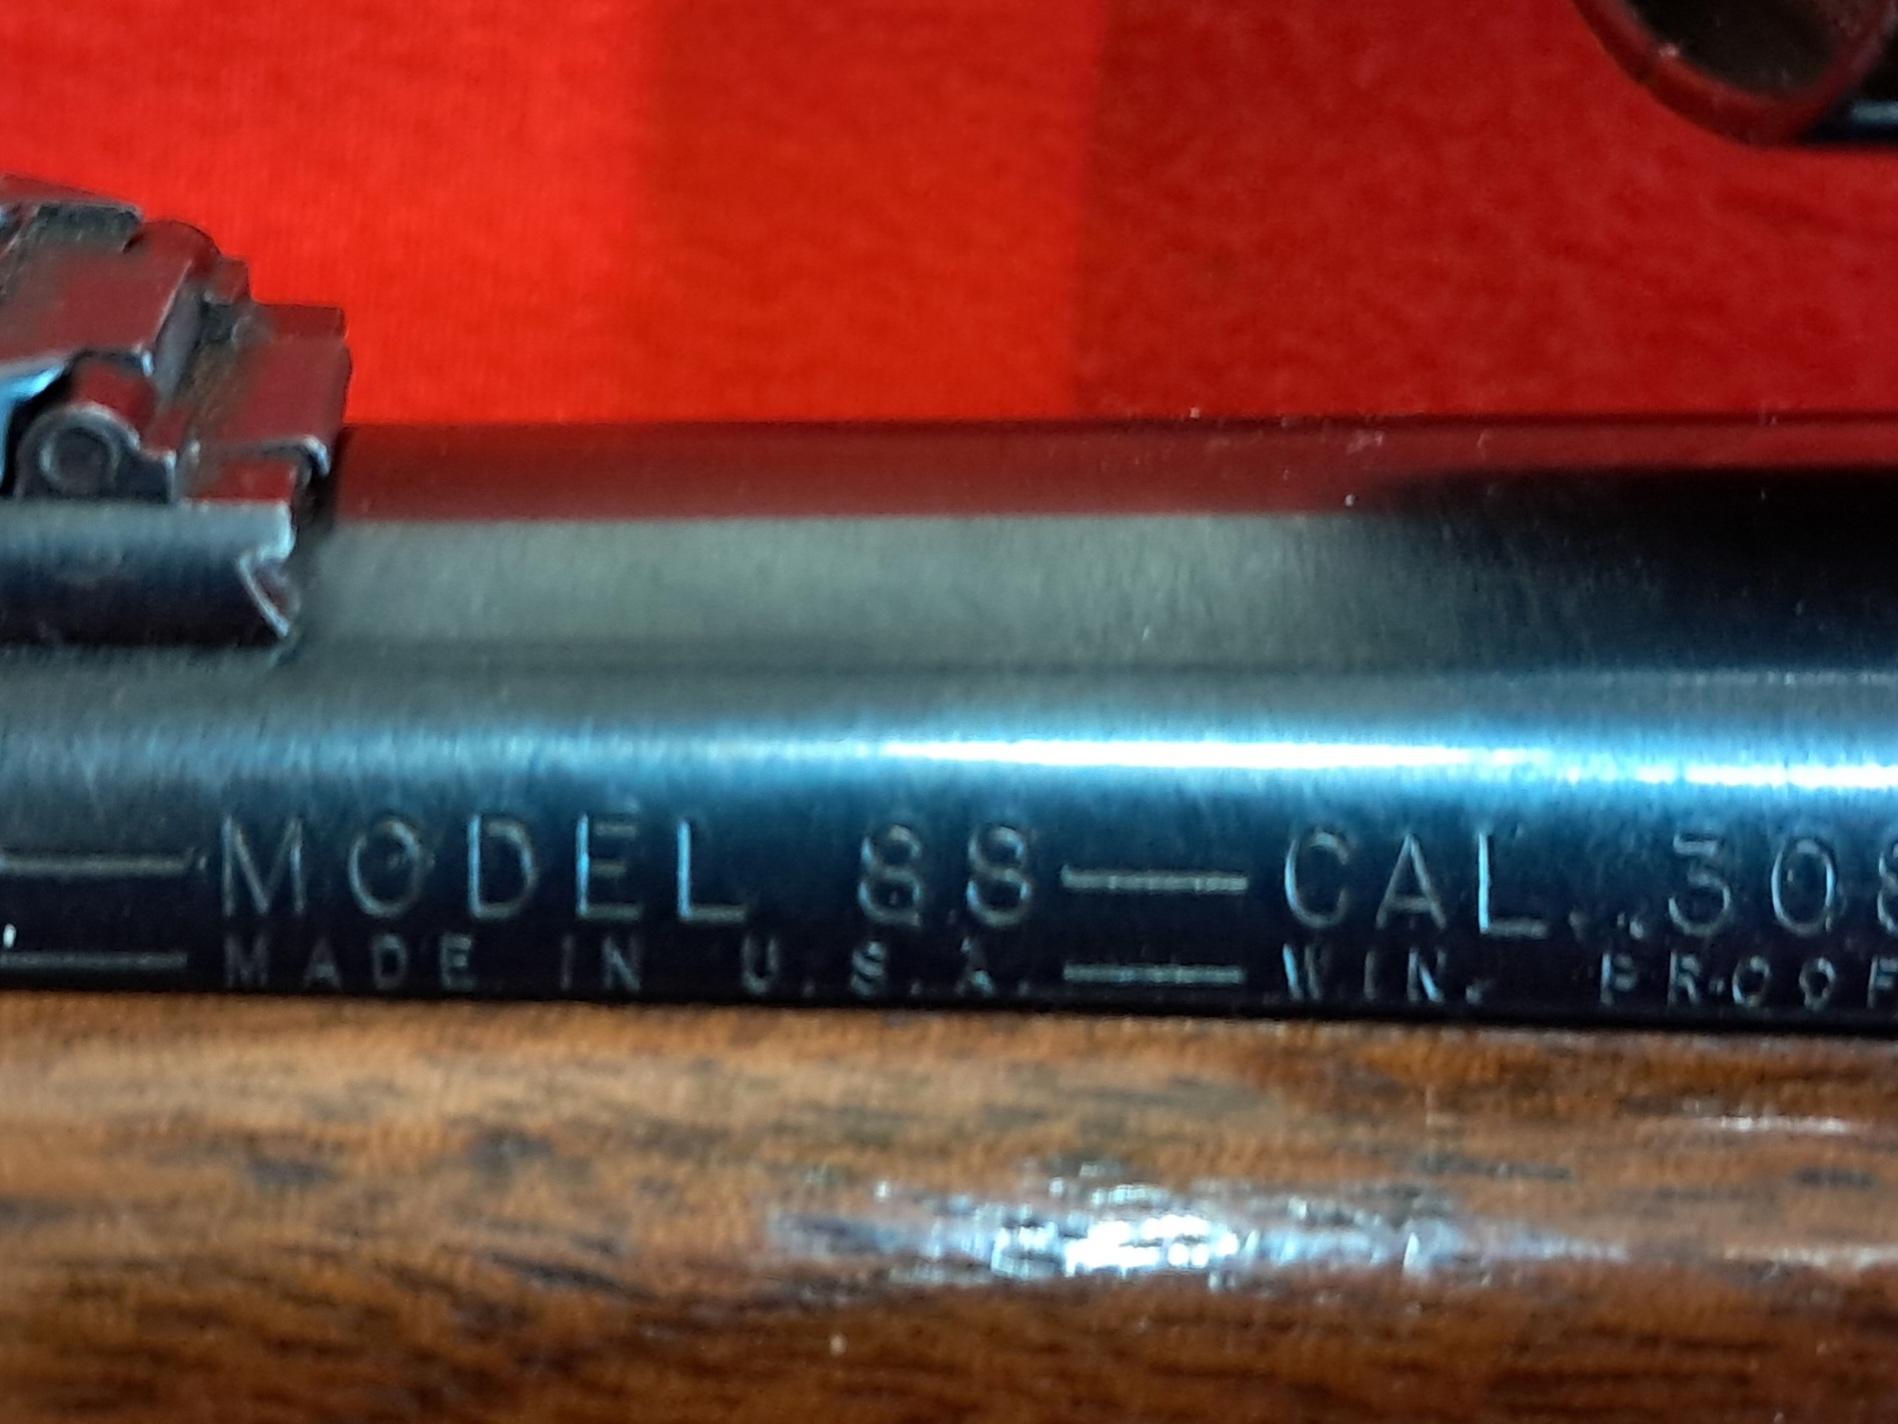 — MODEL 88 — CAL. .308
— MADE IN U.S.A. — WIN. PROOF